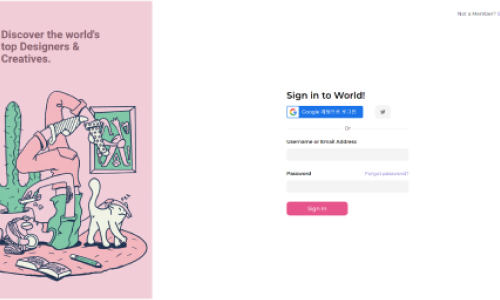 Discover the world's
top Designers &
Creatives.
Not a Member?
Sign in to World!
Google 계정으로 로그인
Or
Username or Email Address
Password
Forgot password?
Sign In